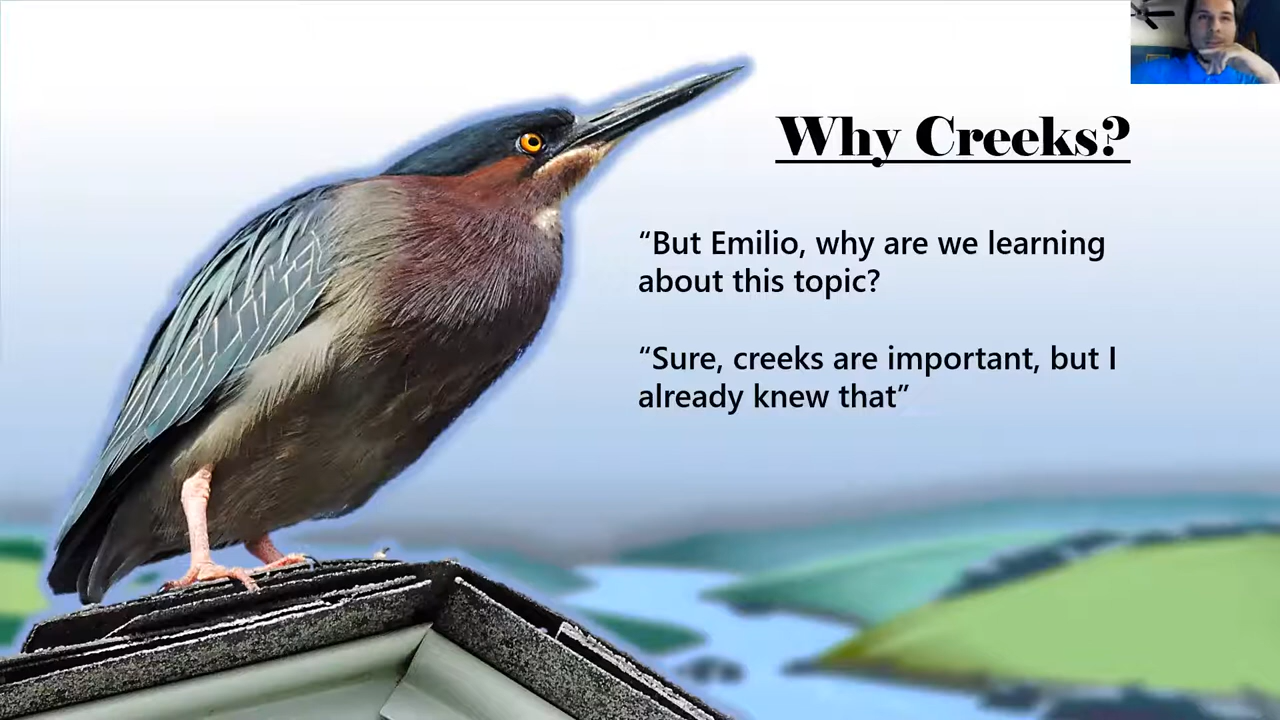 Why Creeks?
“But Emilio, why are we learning
about this topic?
“Sure, creeks are important, but I
already knew that”